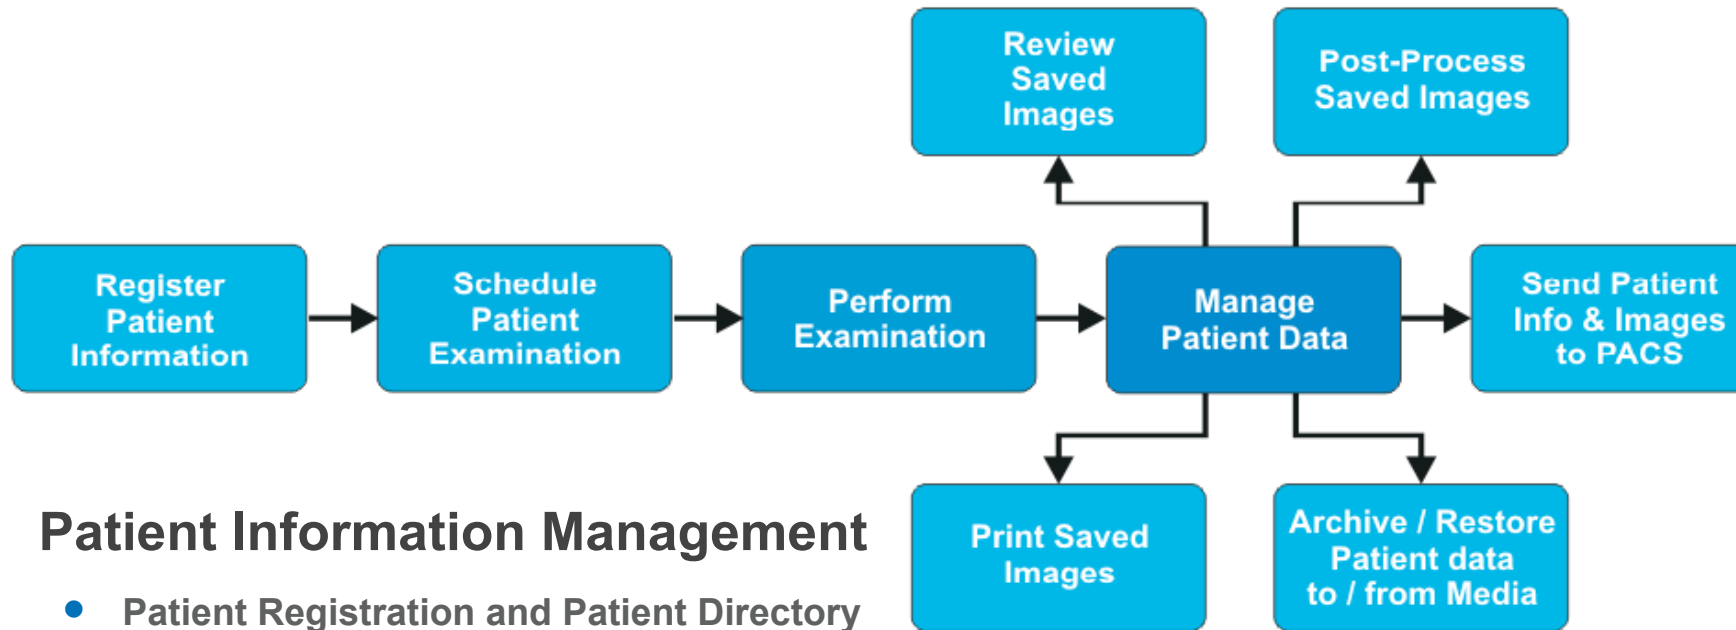 Review
Saved
Images
Post-Process
Saved Images
Register
Patient
Information
Schedule
Patient
Examination
Perform
Examination
Manage
Patient Data
Send Patient
Info & Images
to PACS
Print Saved
Images
Archive / Restore
Patient data
to / from Media
Patient Information Management
• Patient Registration and Patient Directory